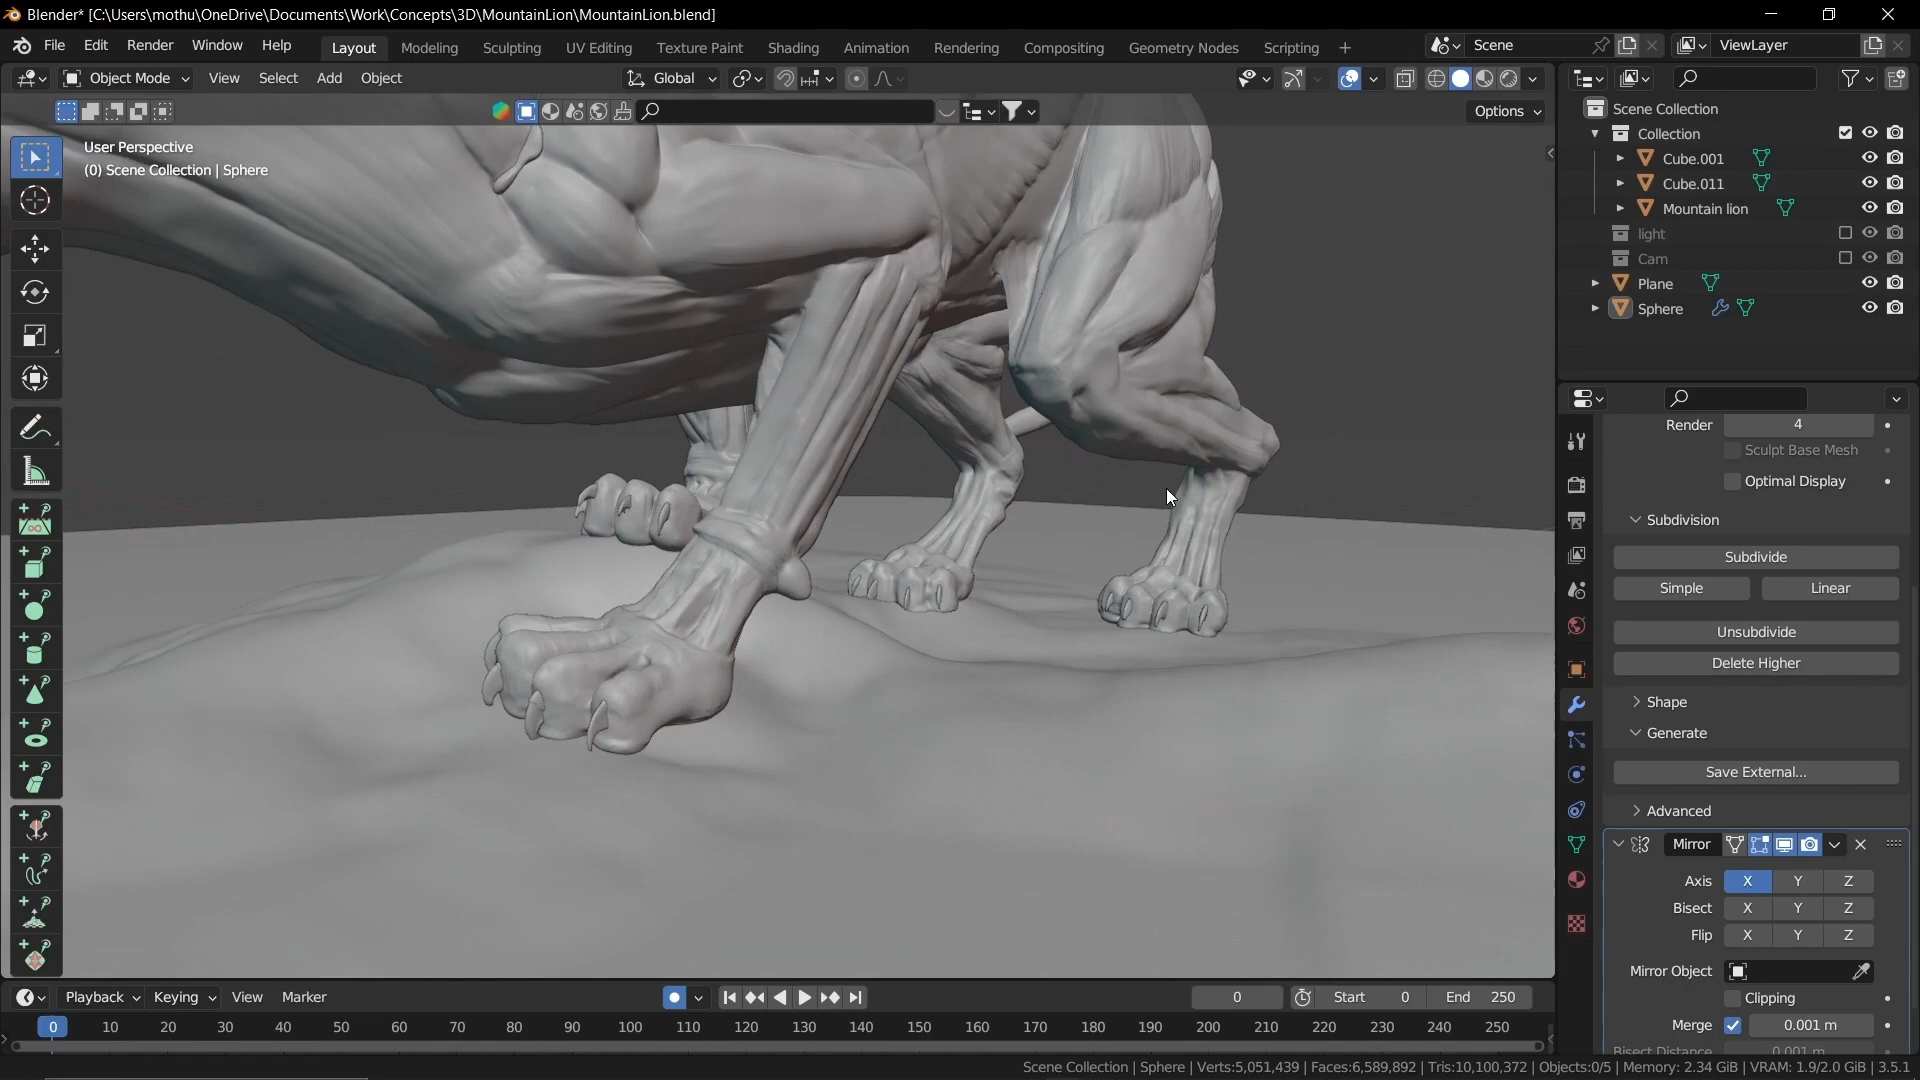 Blender* [C:\Users\mothu\OneDrive\Documents\Work\Concepts\3D\MountainLion\MountainLion.blend]
File Edit Render Window Help Layout Modeling Sculpting UV Editing Texture Paint Shading Animation Rendering Compositing Geometry Nodes Scripting + Scene ViewLayer
Object Mode View Select Add Object Global
Options
User Perspective
(0) Scene Collection | Sphere
Scene Collection
Collection
Cube.001
Cube.011
Mountain lion
light
Cam
Plane
Sphere
Render 4
Sculpt Base Mesh
Optimal Display
Subdivision
Subdivide
Simple Linear
Unsubdivide
Delete Higher
Shape
Generate
Save External...
Advanced
Mirror
Axis X Y Z
Bisect X Y Z
Flip X Y Z
Mirror Object
Clipping
Merge 0.001 m
Bisect Distance 0.001 m
Playback Keying View Marker 0 Start 0 End 250
0 10 20 30 40 50 60 70 80 90 100 110 120 130 140 150 160 170 180 190 200 210 220 230 240 250
Scene Collection | Sphere | Verts:5,051,439 | Faces:6,589,892 | Tris:10,100,372 | Objects:0/5 | Memory: 2.34 GiB | VRAM: 1.9/2.0 GiB | 3.5.1